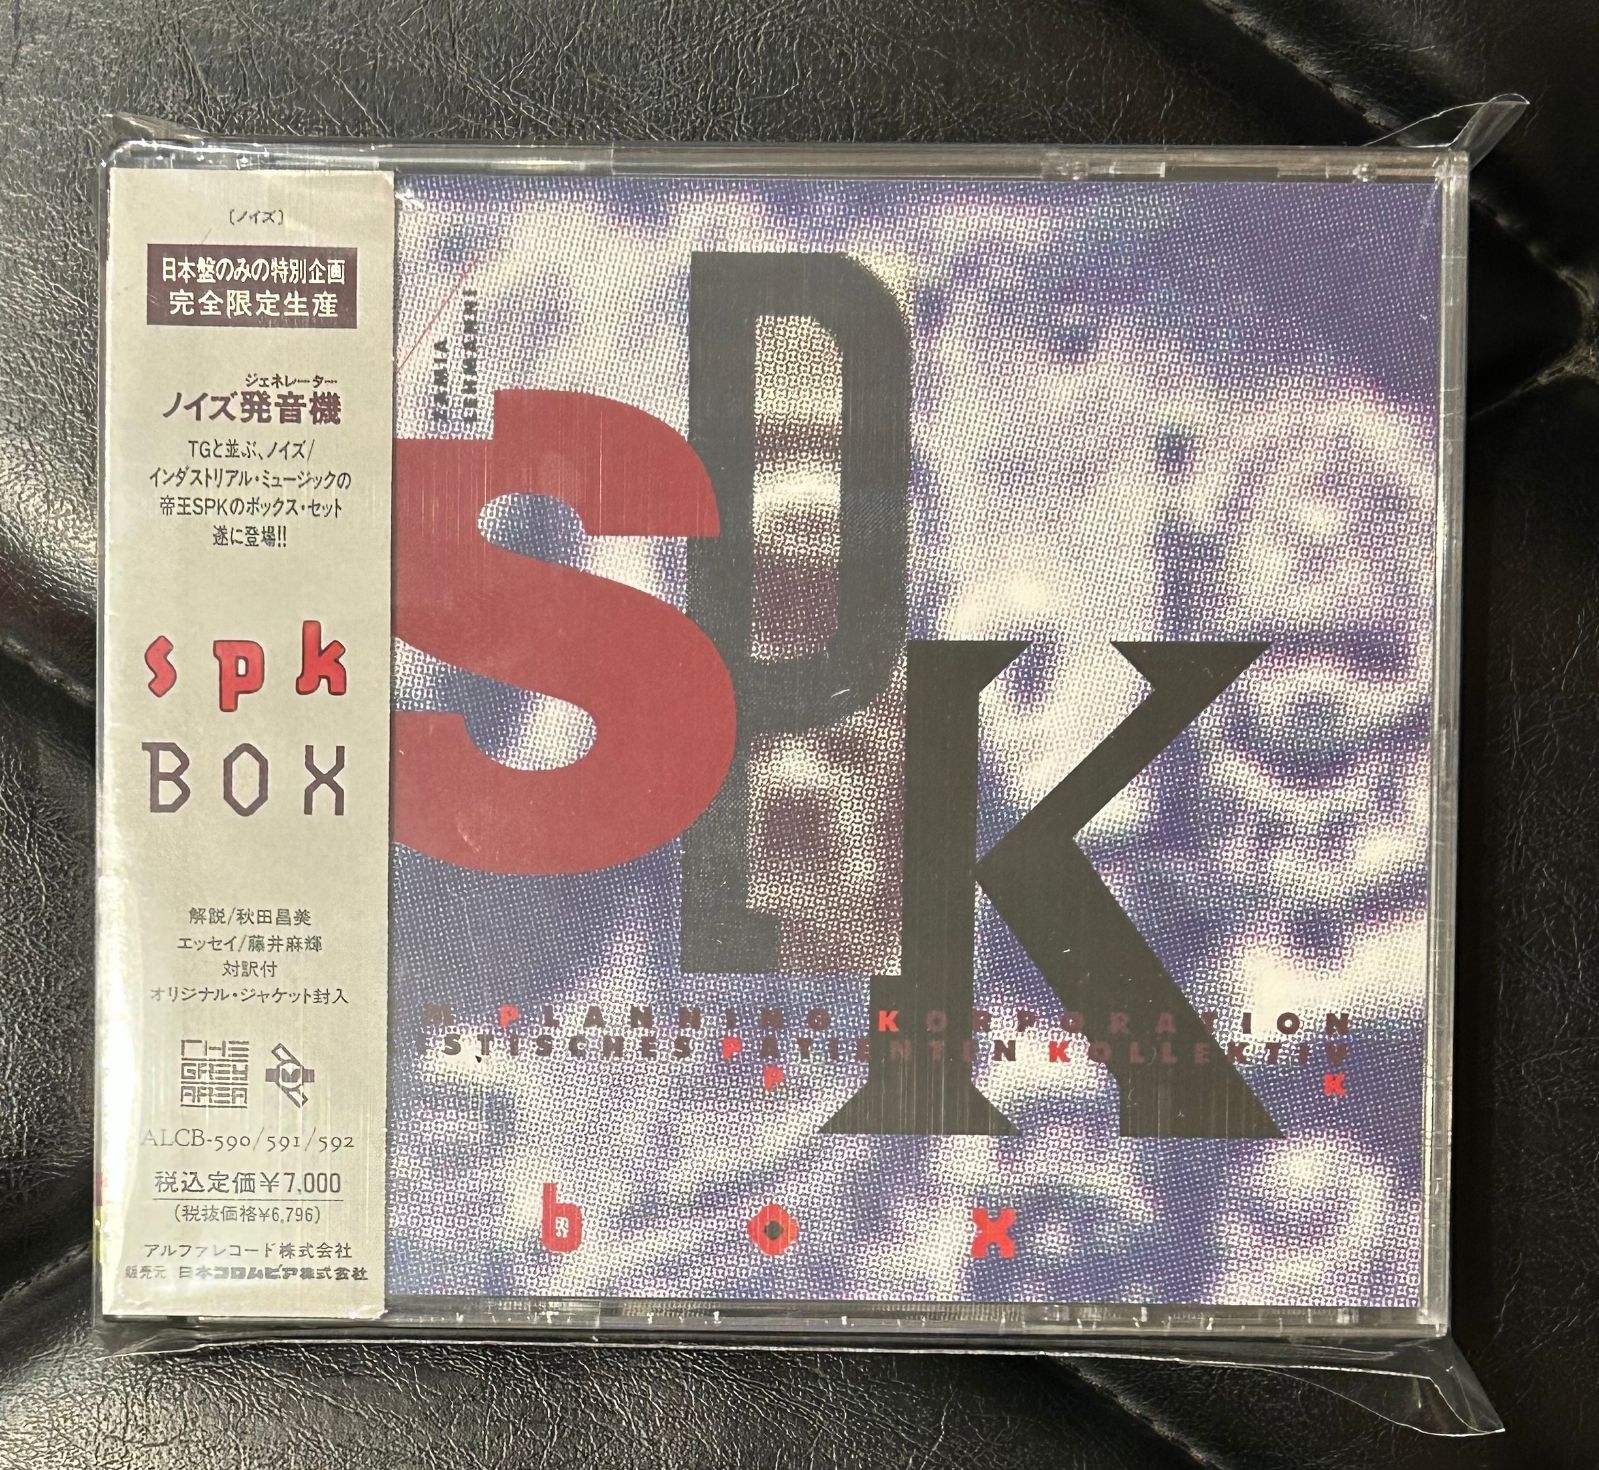 〔ノイズ〕
日本盤のみの特別企画
完全限定生産
ジェネレーター
ノイズ発音機
TGと並ぶ、ノイズ/
インダストリアル・ミュージックの
帝王SPKのボックス・セット
遂に登場!!
spk
BOX
解説/秋田昌美
エッセイ/藤井麻輝
対訳付
オリジナル・ジャケット封入
THE
GREY
AREA
ALCB-590/591/592
税込定価¥7,000
(税抜価格¥6,796)
アルファレコード株式会社
販売元 日本コロムビア株式会社
ZAMIA
LEHMANNI
SPK
M PLANNING KORPORATION
ISTISCHES PATIENTEN KOLLEKTIV
P K
box